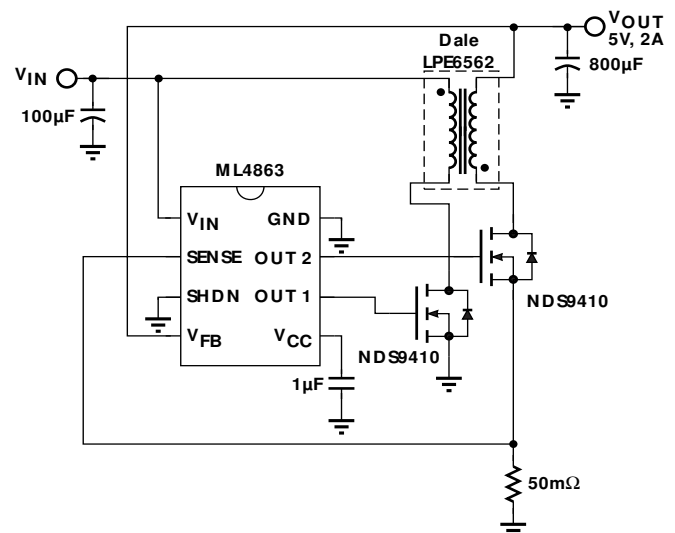 VOUT
5V, 2A
Dale
LPE6562
800µF
VIN
100µF
ML4863
VIN
GND
SENSE
OUT 2
SHDN
OUT 1
VFB
VCC
NDS9410
NDS9410
1µF
50mΩ